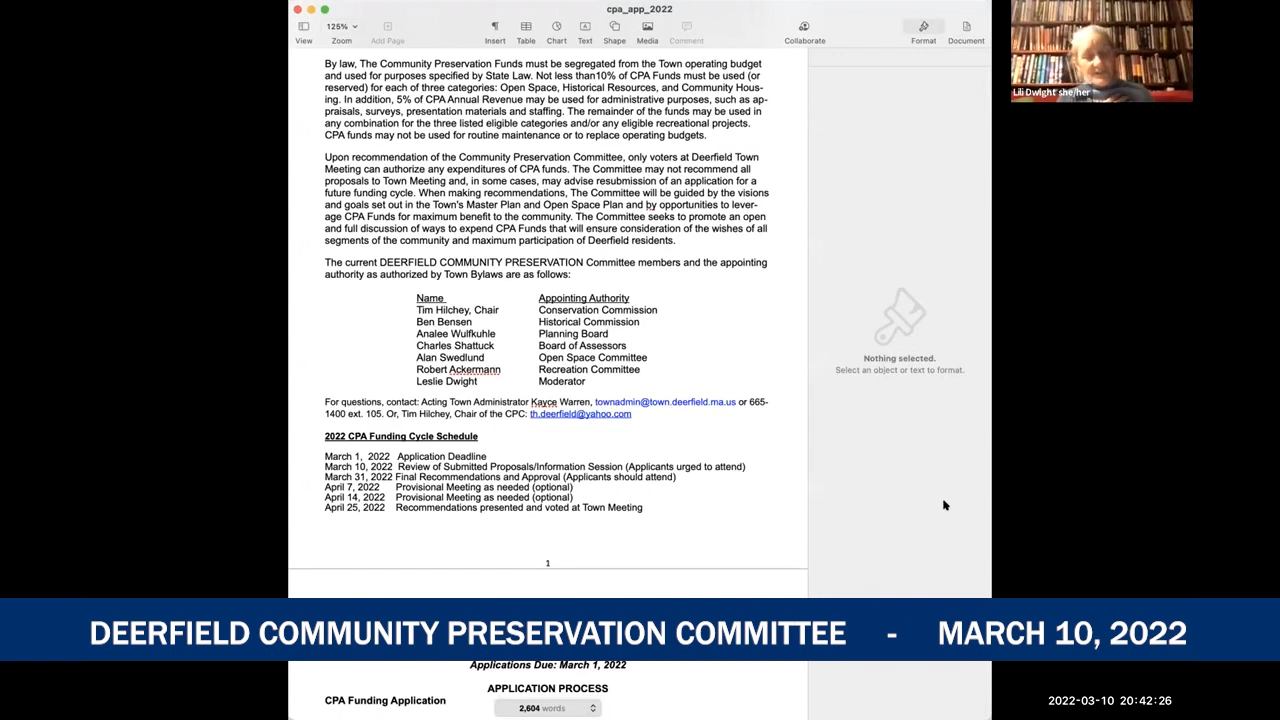 cpa_app_2022
125%
View
Zoom
Add Page
Insert
Table
Chart
Text
Shape
Media
Comment
Collaborate
Format
Document
Lili Dwight she/her
By law, The Community Preservation Funds must be segregated from the Town operating budget
and used for purposes specified by State Law. Not less than10% of CPA Funds must be used (or
reserved) for each of three categories: Open Space, Historical Resources, and Community Hous-
ing. In addition, 5% of CPA Annual Revenue may be used for administrative purposes, such as ap-
praisals, surveys, presentation materials and staffing. The remainder of the funds may be used in
any combination for the three listed eligible categories and/or any eligible recreational projects.
CPA funds may not be used for routine maintenance or to replace operating budgets.
Upon recommendation of the Community Preservation Committee, only voters at Deerfield Town
Meeting can authorize any expenditures of CPA funds. The Committee may not recommend all
proposals to Town Meeting and, in some cases, may advise resubmission of an application for a
future funding cycle. When making recommendations, The Committee will be guided by the visions
and goals set out in the Town's Master Plan and Open Space Plan and by opportunities to lever-
age CPA Funds for maximum benefit to the community. The Committee seeks to promote an open
and full discussion of ways to expend CPA Funds that will ensure consideration of the wishes of all
segments of the community and maximum participation of Deerfield residents.
The current DEERFIELD COMMUNITY PRESERVATION Committee members and the appointing
authority as authorized by Town Bylaws are as follows:
Name Appointing Authority
Tim Hilchey, Chair Conservation Commission
Ben Bensen Historical Commission
Analee Wulfkuhle Planning Board
Charles Shattuck Board of Assessors
Alan Swedlund Open Space Committee
Robert Ackermann Recreation Committee
Leslie Dwight Moderator
For questions, contact: Acting Town Administrator Kayce Warren, townadmin@town.deerfield.ma.us or 665-
1400 ext. 105. Or, Tim Hilchey, Chair of the CPC: th.deerfield@yahoo.com
2022 CPA Funding Cycle Schedule
March 1, 2022 Application Deadline
March 10, 2022 Review of Submitted Proposals/Information Session (Applicants urged to attend)
March 31, 2022 Final Recommendations and Approval (Applicants should attend)
April 7, 2022 Provisional Meeting as needed (optional)
April 14, 2022 Provisional Meeting as needed (optional)
April 25, 2022 Recommendations presented and voted at Town Meeting
1
Nothing selected.
Select an object or text to format.
DEERFIELD COMMUNITY PRESERVATION COMMITTEE - MARCH 10, 2022
Applications Due: March 1, 2022
APPLICATION PROCESS
CPA Funding Application
2,604 words
2022-03-10 20:42:26